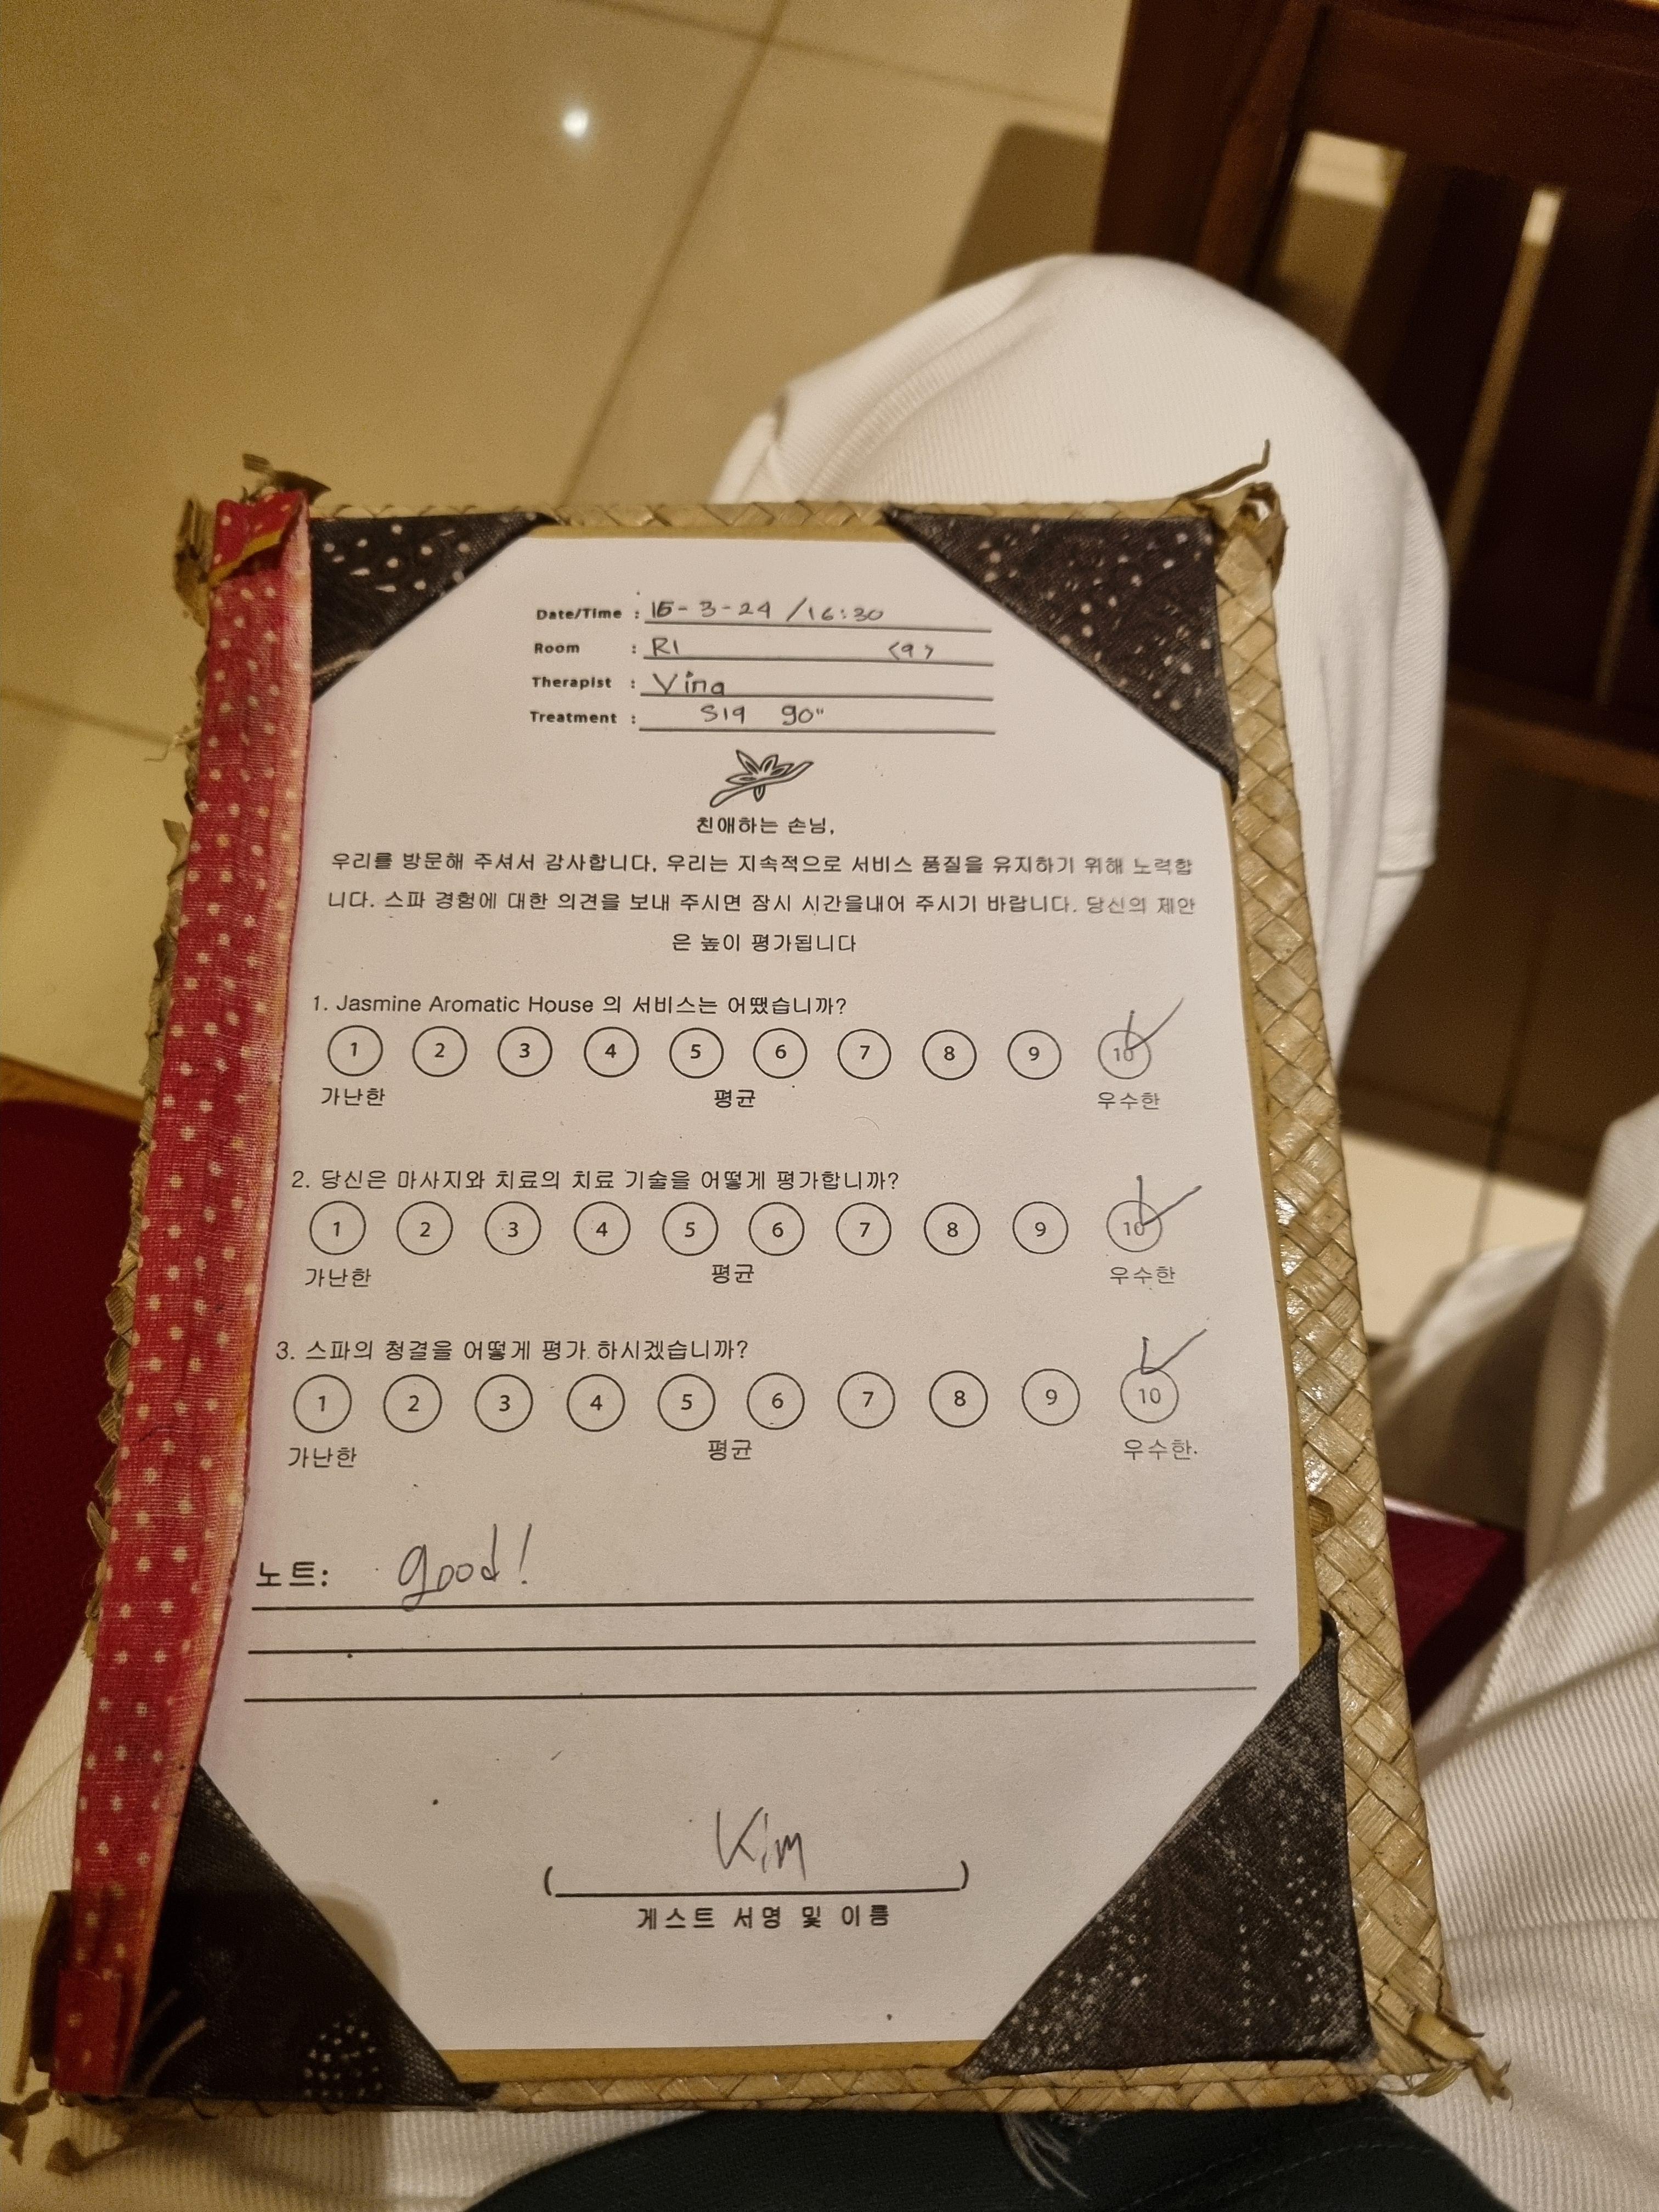 Date/Time : 15-3-24 /16:30
Room : R1 <9>
Therapist : Vina
Treatment : S19 90"
친애하는 손님,
우리를 방문해 주셔서 감사합니다. 우리는 지속적으로 서비스 품질을 유지하기 위해 노력합
니다. 스파 경험에 대한 의견을 보내 주시면 잠시 시간을내어 주시기 바랍니다. 당신의 제안
은 높이 평가됩니다
1. Jasmine Aromatic House 의 서비스는 어땠습니까?
1 2 3 4 5 6 7 8 9 10
가난한 평균 우수한
2. 당신은 마사지와 치료의 치료 기술을 어떻게 평가합니까?
1 2 3 4 5 6 7 8 9 10
가난한 평균 우수한
3. 스파의 청결을 어떻게 평가 하시겠습니까?
1 2 3 4 5 6 7 8 9 10
가난한 평균 우수한.
노트: good!
Kim
( )
게스트 서명 및 이름